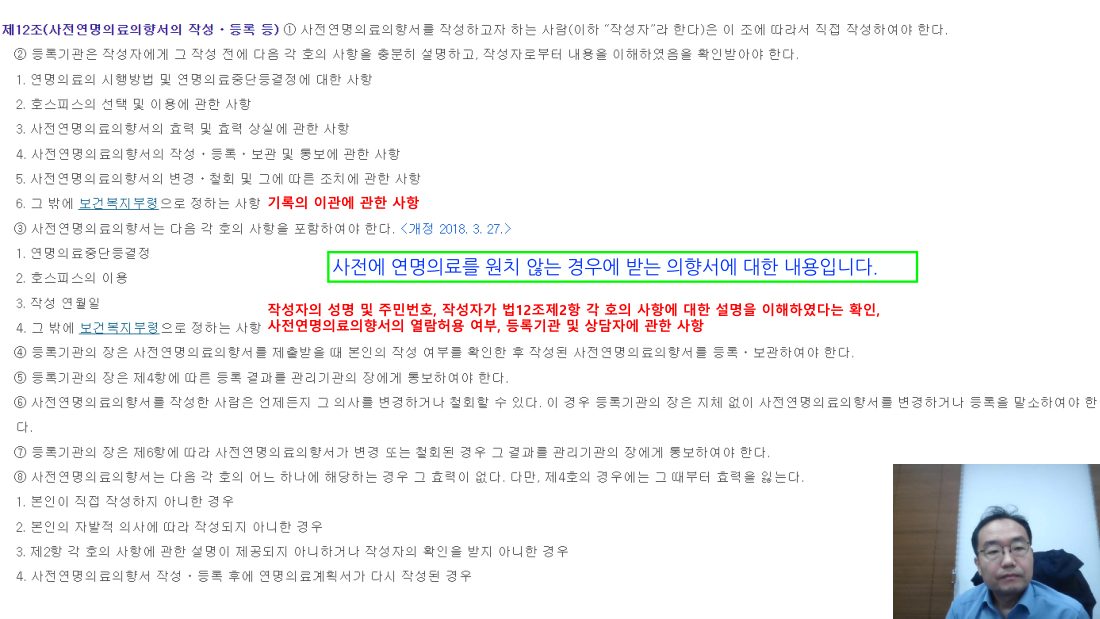 제12조(사전연명의료의향서의 작성ㆍ등록 등) ① 사전연명의료의향서를 작성하고자 하는 사람(이하 “작성자”라 한다)은 이 조에 따라서 직접 작성하여야 한다.
② 등록기관은 작성자에게 그 작성 전에 다음 각 호의 사항을 충분히 설명하고, 작성자로부터 내용을 이해하였음을 확인받아야 한다.
1. 연명의료의 시행방법 및 연명의료중단등결정에 대한 사항
2. 호스피스의 선택 및 이용에 관한 사항
3. 사전연명의료의향서의 효력 및 효력 상실에 관한 사항
4. 사전연명의료의향서의 작성ㆍ등록ㆍ보관 및 통보에 관한 사항
5. 사전연명의료의향서의 변경ㆍ철회 및 그에 따른 조치에 관한 사항
6. 그 밖에 보건복지부령으로 정하는 사항 기록의 이관에 관한 사항
③ 사전연명의료의향서는 다음 각 호의 사항을 포함하여야 한다. <개정 2018. 3. 27.>
1. 연명의료중단등결정
사전에 연명의료를 원치 않는 경우에 받는 의향서에 대한 내용입니다.
2. 호스피스의 이용
3. 작성 연월일
작성자의 성명 및 주민번호, 작성자가 법12조제2항 각 호의 사항에 대한 설명을 이해하였다는 확인,
4. 그 밖에 보건복지부령으로 정하는 사항 사전연명의료의향서의 열람허용 여부, 등록기관 및 상담자에 관한 사항
④ 등록기관의 장은 사전연명의료의향서를 제출받을 때 본인의 작성 여부를 확인한 후 작성된 사전연명의료의향서를 등록ㆍ보관하여야 한다.
⑤ 등록기관의 장은 제4항에 따른 등록 결과를 관리기관의 장에게 통보하여야 한다.
⑥ 사전연명의료의향서를 작성한 사람은 언제든지 그 의사를 변경하거나 철회할 수 있다. 이 경우 등록기관의 장은 지체 없이 사전연명의료의향서를 변경하거나 등록을 말소하여야 한
다.
⑦ 등록기관의 장은 제6항에 따라 사전연명의료의향서가 변경 또는 철회된 경우 그 결과를 관리기관의 장에게 통보하여야 한다.
⑧ 사전연명의료의향서는 다음 각 호의 어느 하나에 해당하는 경우 그 효력이 없다. 다만, 제4호의 경우에는 그 때부터 효력을 잃는다.
1. 본인이 직접 작성하지 아니한 경우
2. 본인의 자발적 의사에 따라 작성되지 아니한 경우
3. 제2항 각 호의 사항에 관한 설명이 제공되지 아니하거나 작성자의 확인을 받지 아니한 경우
4. 사전연명의료의향서 작성ㆍ등록 후에 연명의료계획서가 다시 작성된 경우